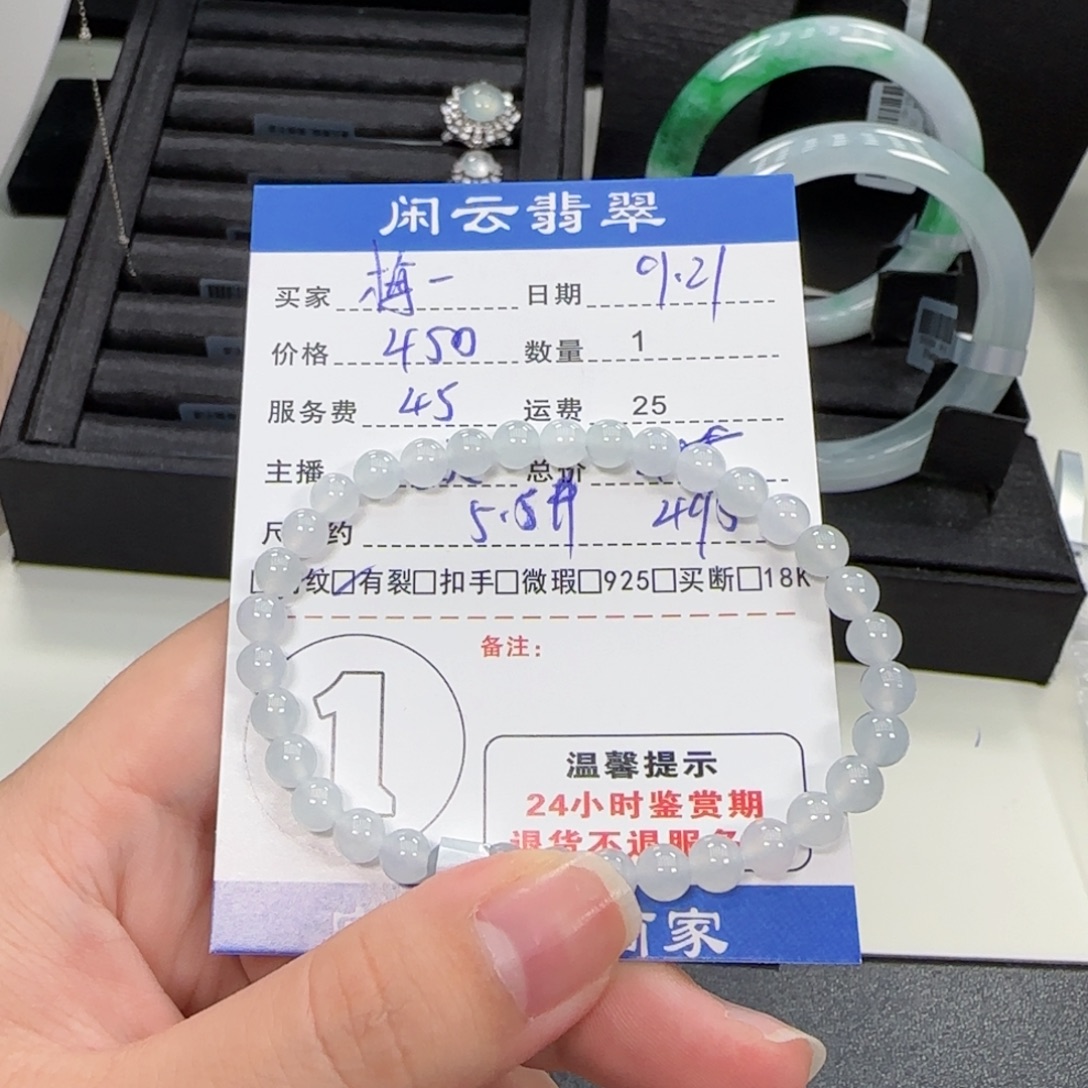 闲云翡翠
买家 梅一 日期 9.21
价格 450 数量 1
服务费 45 运费 25
主播 总价
尺 约 5.5 495
纹☑有裂□扣手□微瑕□925□买断□18K
备注：
1
温馨提示
24小时鉴赏期
退货不退服务
家